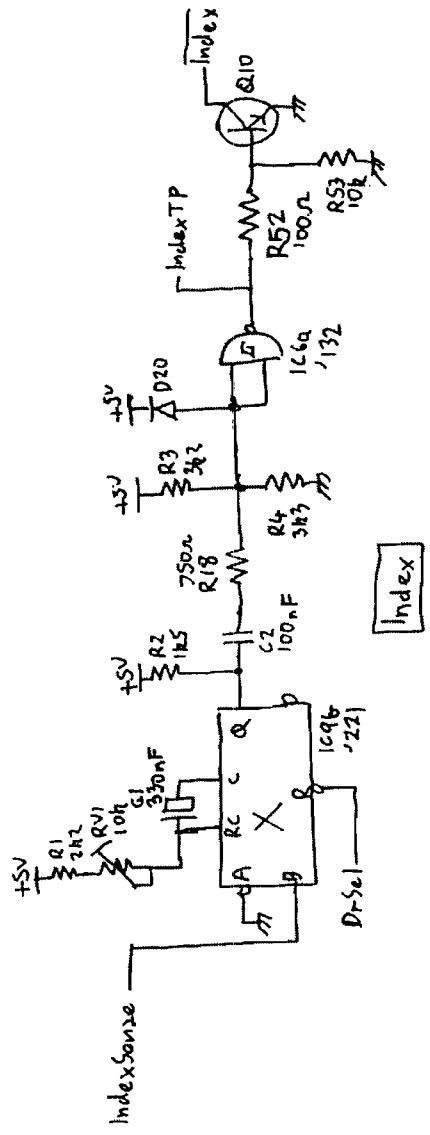 IndexSense
+5V
R1
2k2
RV1
10k
C1
330nF
A
B
RC
C
X
Q
R
IC9b
'221
DrSel
+5V
R2
1k5
C2
100nF
750Ω
R18
+5V
R3
3k2
R4
3k3
+5V
D20
IC6a
'132
IndexTP
R52
100Ω
R53
10k
Q10
Index
Index